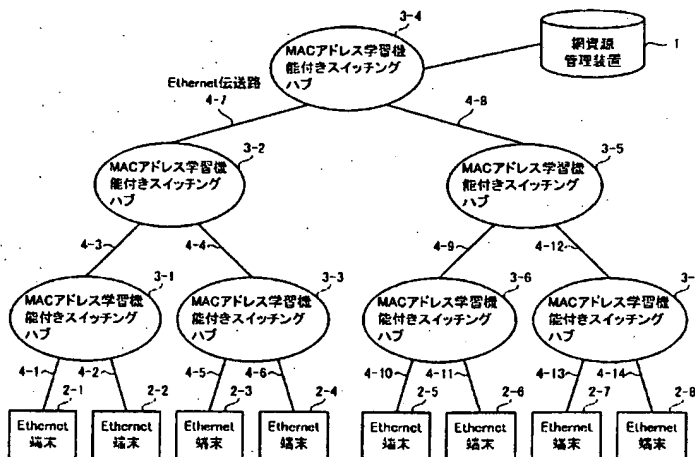 3-4
MACアドレス学習機
能付きスイッチング
ハブ
網資源
管理装置
1
Ethernet伝送路
4-7
4-8
3-2
MACアドレス学習機
能付きスイッチング
ハブ
3-5
MACアドレス学習機
能付きスイッチング
ハブ
4-3
4-4
4-9
4-12
3-1
MACアドレス学習機
能付きスイッチング
ハブ
3-3
MACアドレス学習機
能付きスイッチング
ハブ
3-6
MACアドレス学習機
能付きスイッチング
ハブ
3-
MACアドレス学習機
能付きスイッチング
ハブ
4-1
4-2
4-5
4-6
4-10
4-11
4-13
4-14
2-1
2-2
2-3
2-4
2-5
2-6
2-7
2-8
Ethernet
端末
Ethernet
端末
Ethernet
端末
Ethernet
端末
Ethernet
端末
Ethernet
端末
Ethernet
端末
Ethernet
端末